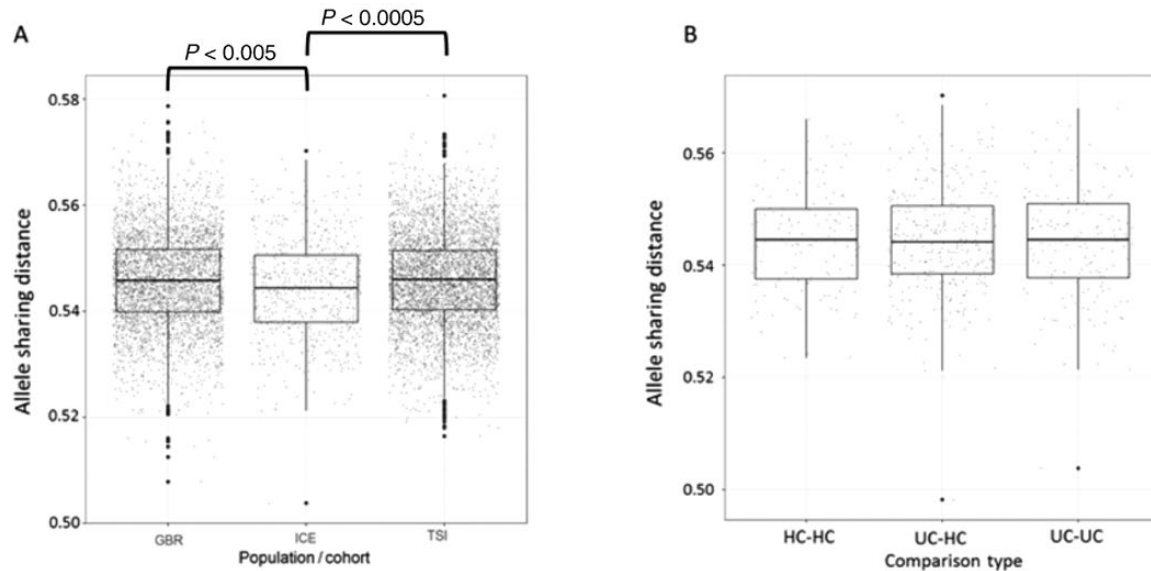 A
P < 0.005
P < 0.0005
Allele sharing distance
0.58
0.56
0.54
0.52
0.50
GBR
ICE
TSI
Population / cohort
B
Allele sharing distance
0.56
0.54
0.52
0.50
HC-HC
UC-HC
UC-UC
Comparison type